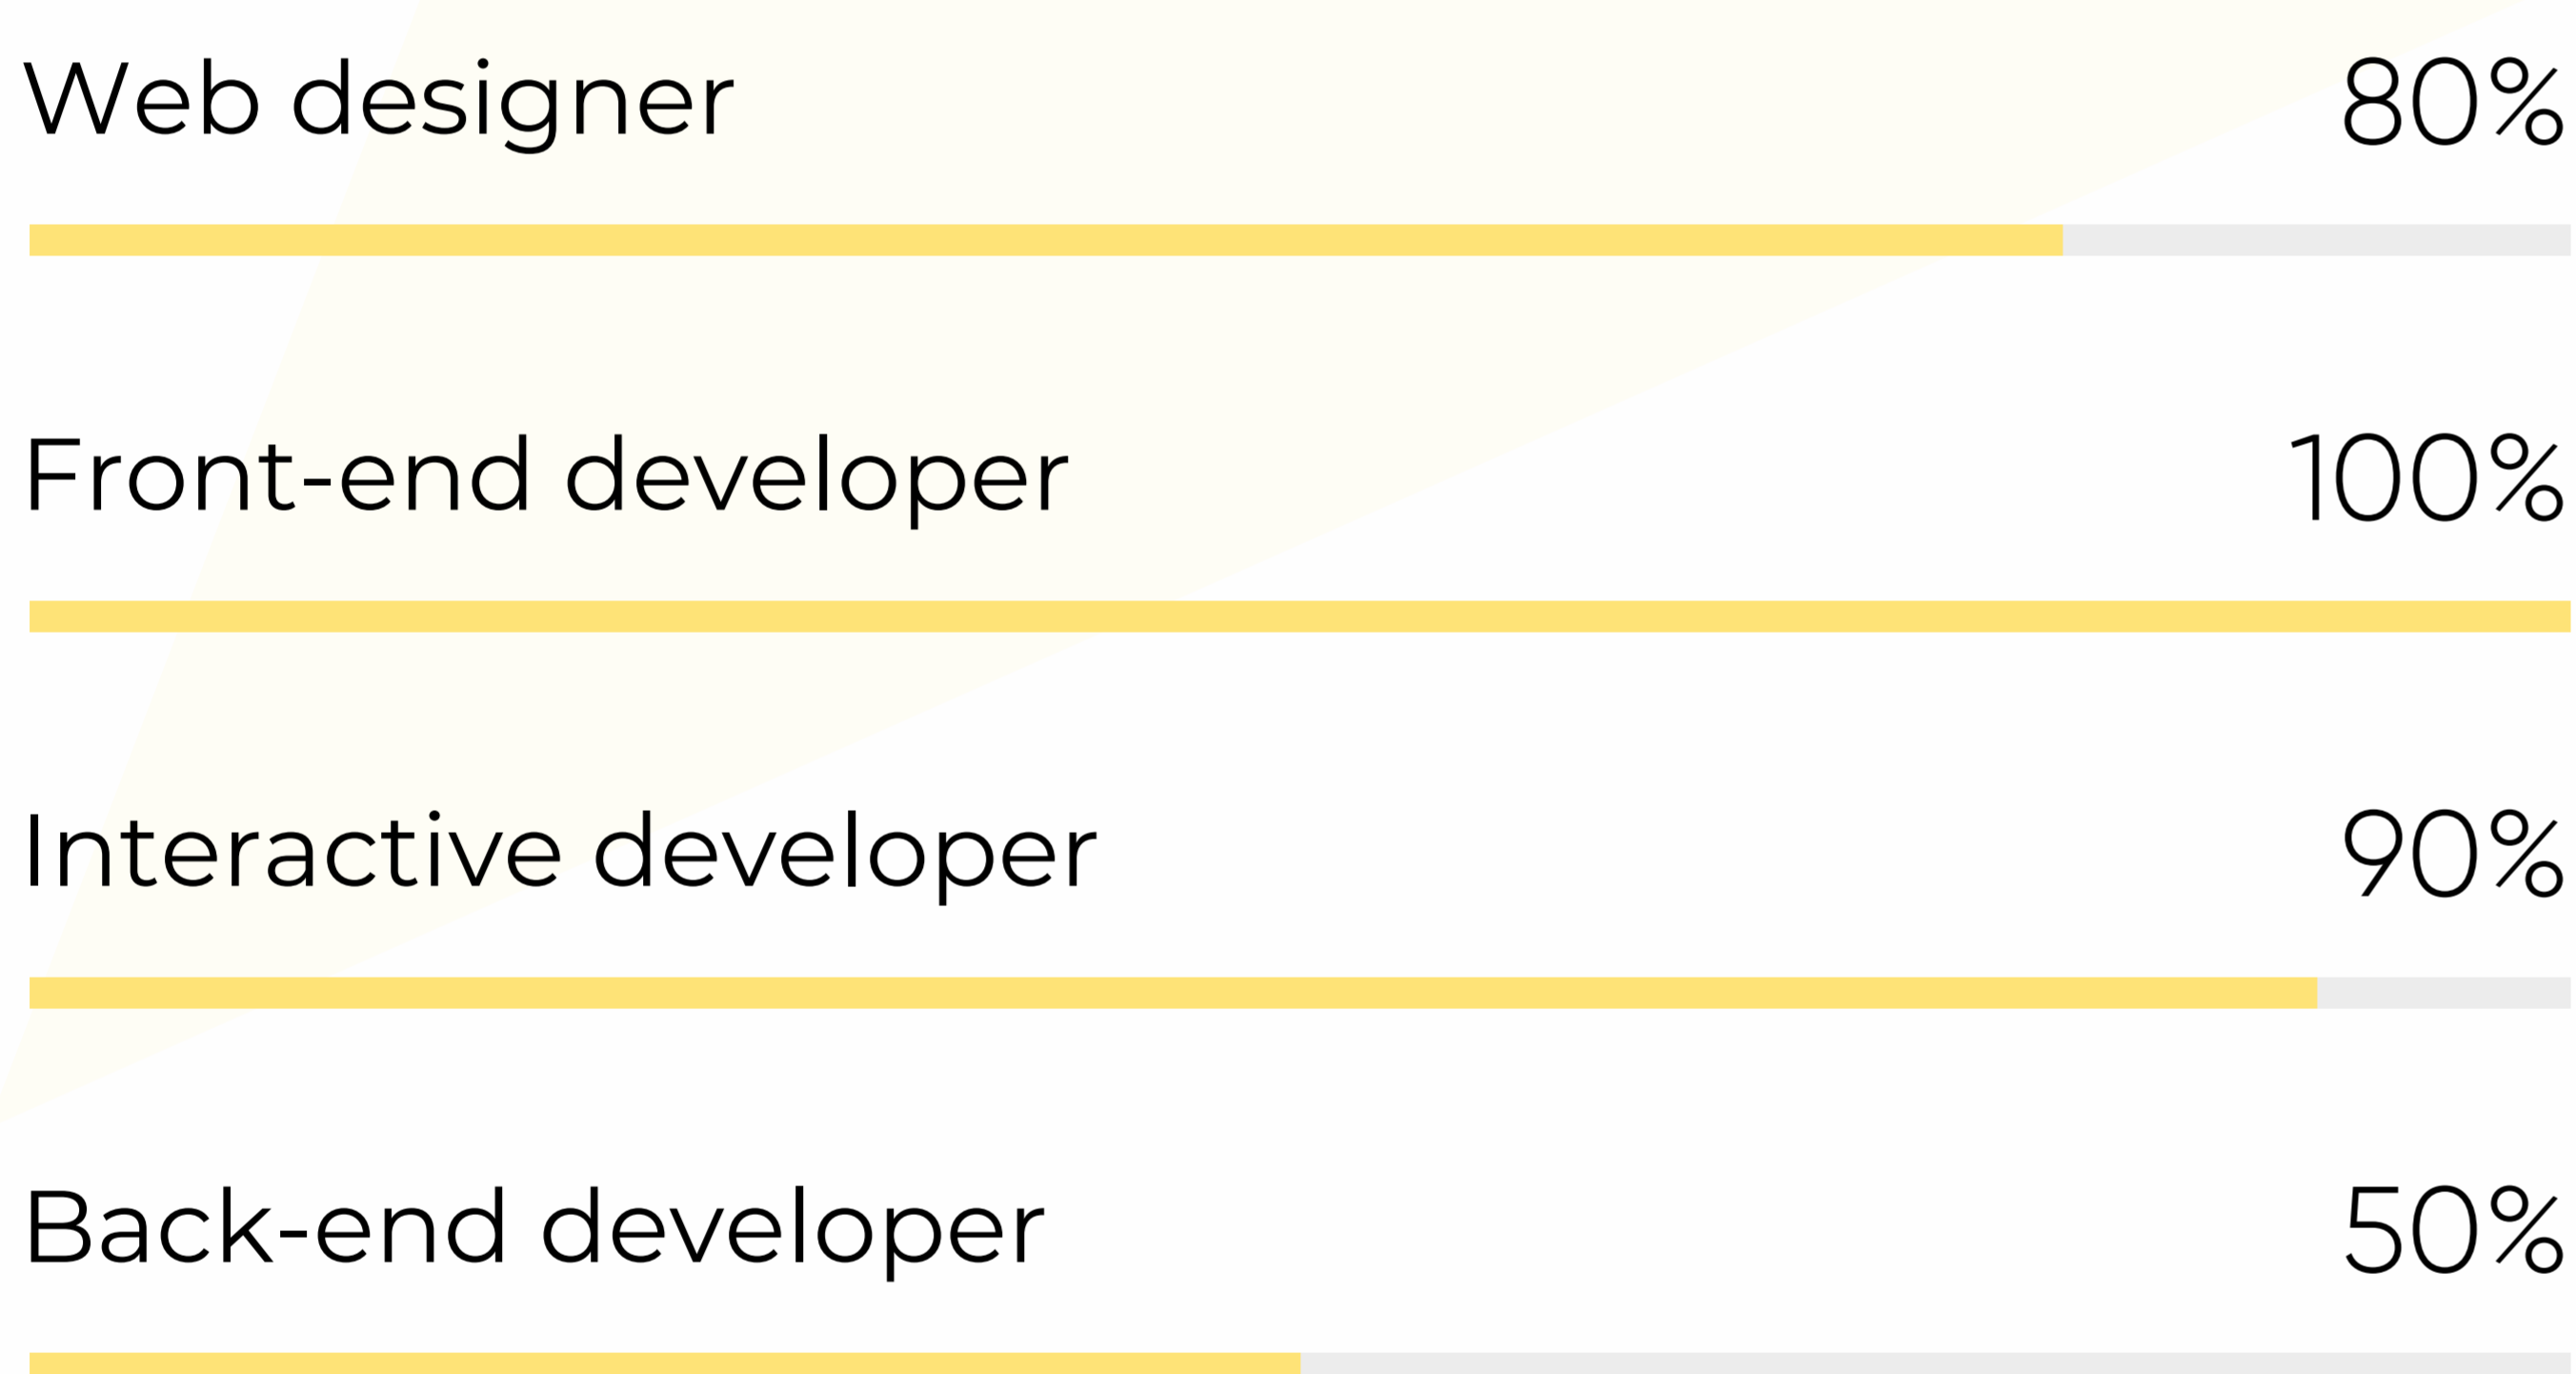 Web designer 80%
Front-end developer 100%
Interactive developer 90%
Back-end developer 50%